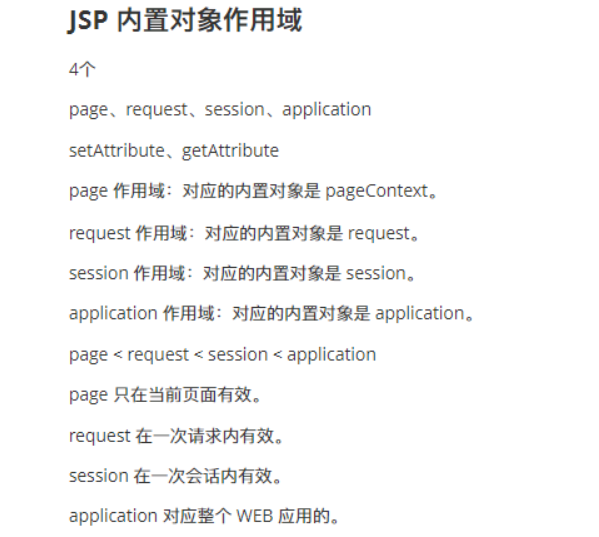 JSP 内置对象作用域
4个
page、request、session、application
setAttribute、getAttribute
page 作用域：对应的内置对象是 pageContext。
request 作用域：对应的内置对象是 request。
session 作用域：对应的内置对象是 session。
application 作用域：对应的内置对象是 application。
page < request < session < application
page 只在当前页面有效。
request 在一次请求内有效。
session 在一次会话内有效。
application 对应整个 WEB 应用的。